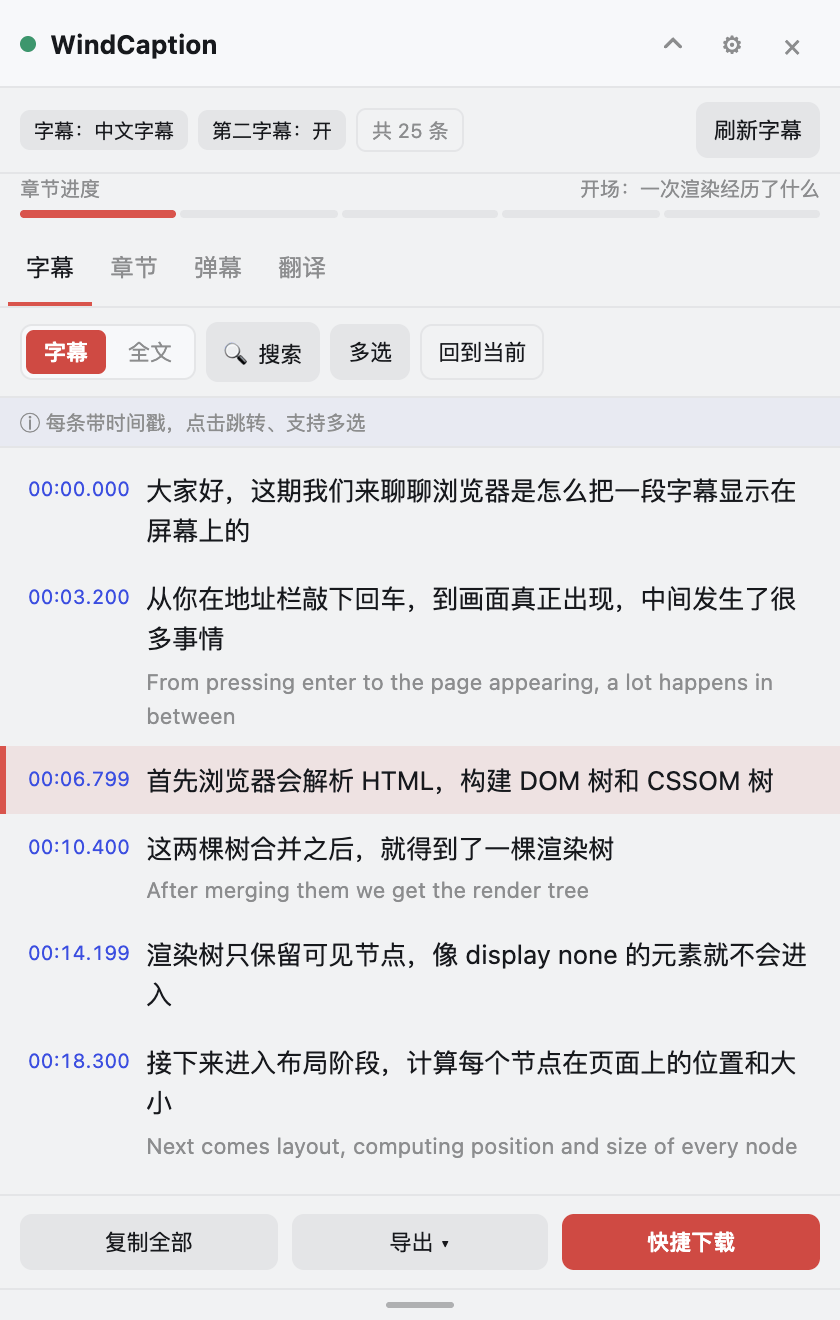 WindCaption
字幕：中文字幕 第二字幕：开 共 25 条 刷新字幕
章节进度 开场：一次渲染经历了什么
字幕 章节 弹幕 翻译
字幕 全文 搜索 多选 回到当前
每条带时间戳，点击跳转、支持多选
00:00.000 大家好，这期我们来聊聊浏览器是怎么把一段字幕显示在
屏幕上的
00:03.200 从你在地址栏敲下回车，到画面真正出现，中间发生了很
多事情
From pressing enter to the page appearing, a lot happens in
between
00:06.799 首先浏览器会解析 HTML，构建 DOM 树和 CSSOM 树
00:10.400 这两棵树合并之后，就得到了一棵渲染树
After merging them we get the render tree
00:14.199 渲染树只保留可见节点，像 display none 的元素就不会进
入
00:18.300 接下来进入布局阶段，计算每个节点在页面上的位置和大
小
Next comes layout, computing position and size of every node
复制全部 导出 ▾ 快捷下载